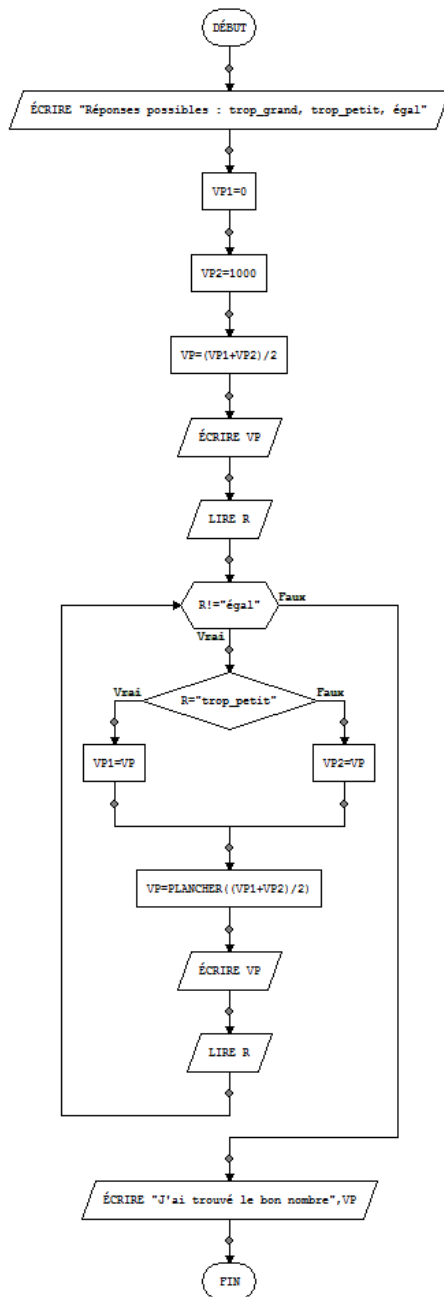 DÉBUT
ÉCRIRE "Réponses possibles : trop_grand, trop_petit, égal"
VP1=0
VP2=1000
VP=(VP1+VP2)/2
ÉCRIRE VP
LIRE R
R!="égal"
Faux
Vrai
Vrai
R="trop_petit"
Faux
VP1=VP
VP2=VP
VP=PLANCHER((VP1+VP2)/2)
ÉCRIRE VP
LIRE R
ÉCRIRE "J'ai trouvé le bon nombre",VP
FIN